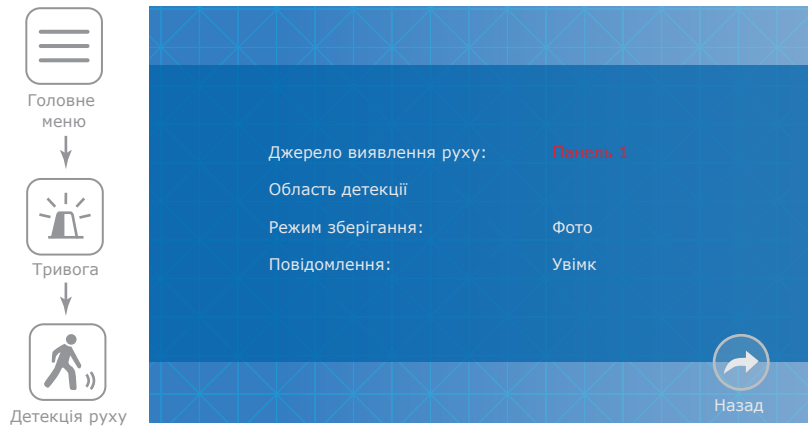 Головне
меню
Тривога
Детекція руху
Джерело виявлення руху: Панель 1
Область детекції
Режим зберігання: Фото
Повідомлення: Увімк
Назад